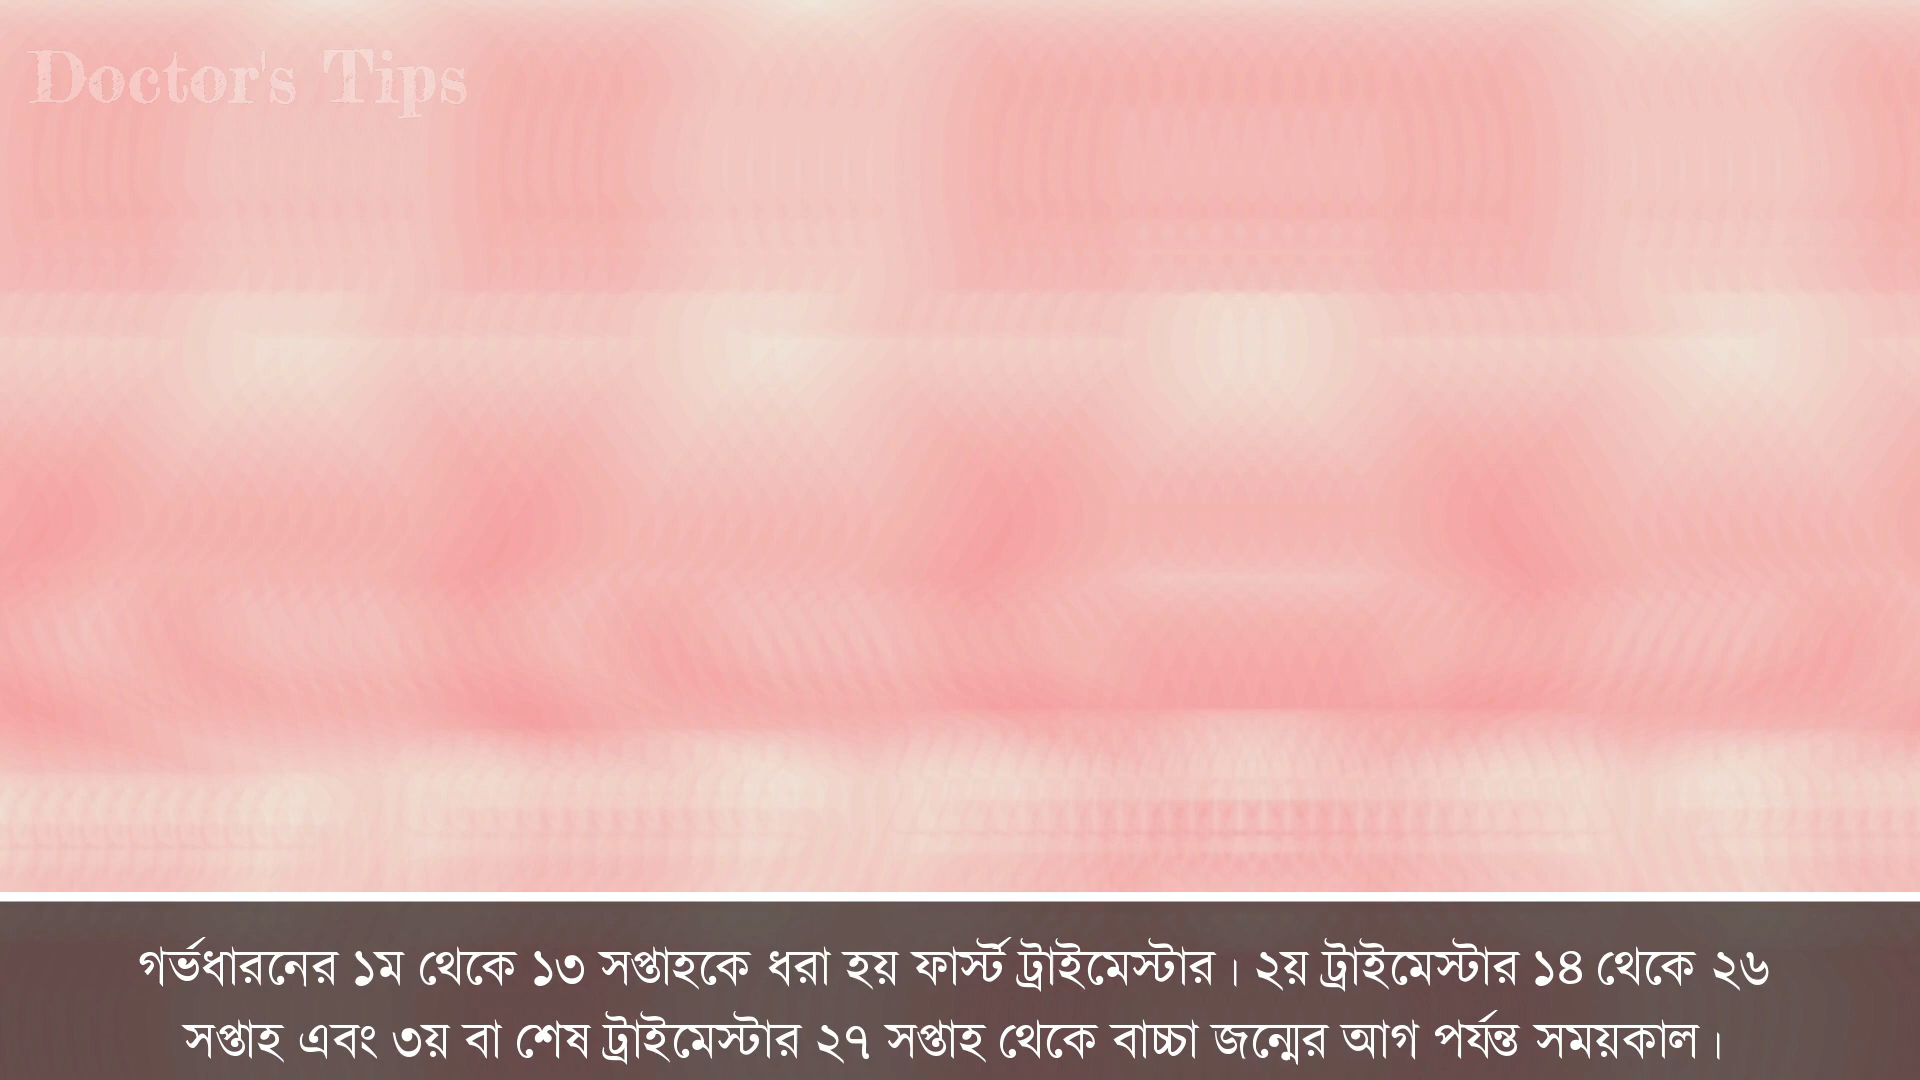 Doctor's Tips
গর্ভধারনের ১ম থেকে ১৩ সপ্তাহকে ধরা হয় ফার্স্ট ট্রাইমেস্টার। ২য় ট্রাইমেস্টার ১৪ থেকে ২৬
সপ্তাহ এবং ৩য় বা শেষ ট্রাইমেস্টার ২৭ সপ্তাহ থেকে বাচ্চা জন্মের আগ পর্যন্ত সময়কাল।